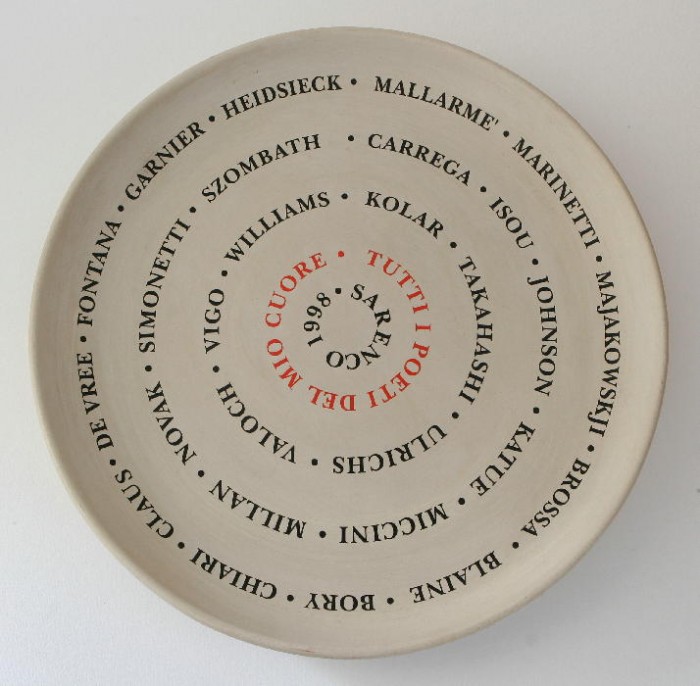 MALLARME' • MARINETTI • MAJAKOWSKJI • BROSSA • BLAINE • BORY • CHIARI • CLAUS • DE VREE • FONTANA • GARNIER • HEIDSIECK •
CARREGA • ISOU • JOHNSON • KATUE • MICCINI • MILLAN • NOVAK • SIMONETTI • SZOMBATH •
KOLAR • TAKAHASHI • ULRICHS • VALOCH • VIGO • WILLIAMS •
TUTTI I POETI DEL MIO CUORE •
SARENCO 1998 •